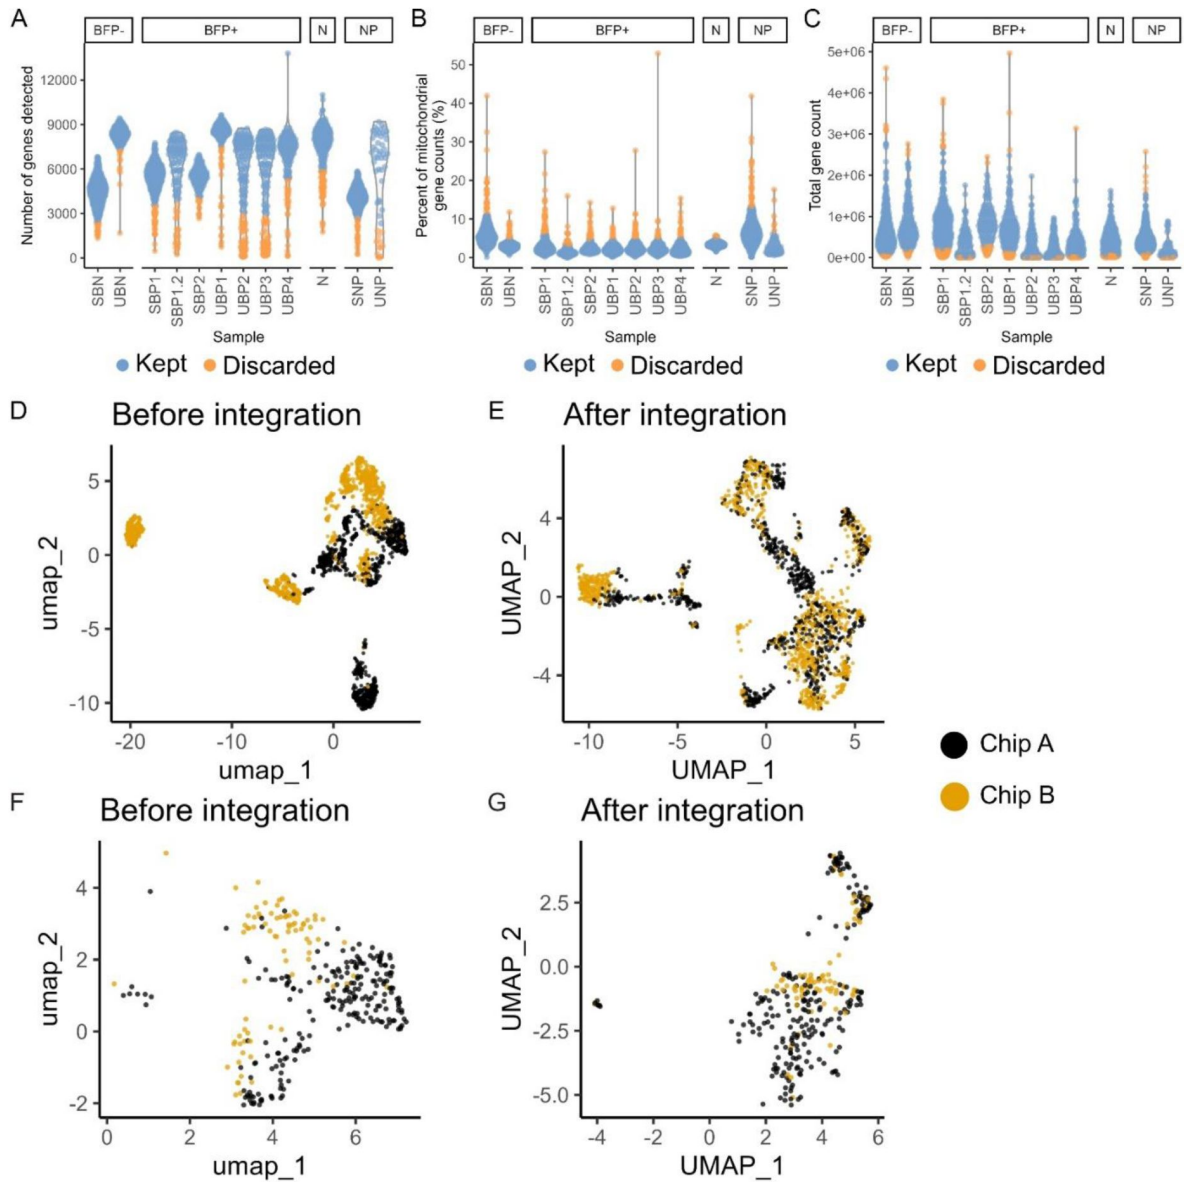 A
BFP-
BFP+
N
NP
Number of genes detected
12000
9000
6000
3000
0
SBN
UBN
SBP1
SBP1.2
SBP2
UBP1
UBP2
UBP3
UBP4
N
SNP
UNP
Sample
Kept
Discarded
B
BFP-
BFP+
N
NP
Percent of mitochondrial
gene counts (%)
50
40
30
20
10
0
SBN
UBN
SBP1
SBP1.2
SBP2
UBP1
UBP2
UBP3
UBP4
N
SNP
UNP
Sample
Kept
Discarded
C
BFP-
BFP+
N
NP
Total gene count
5e+06
4e+06
3e+06
2e+06
1e+06
0e+00
SBN
UBN
SBP1
SBP1.2
SBP2
UBP1
UBP2
UBP3
UBP4
N
SNP
UNP
Sample
Kept
Discarded
D
Before integration
umap_2
5
0
-5
-10
-20
-10
0
umap_1
E
After integration
UMAP_2
4
0
-4
-10
-5
0
5
UMAP_1
Chip A
Chip B
F
Before integration
umap_2
4
2
0
-2
0
2
4
6
umap_1
G
After integration
UMAP_2
2.5
0.0
-2.5
-5.0
-4
-2
0
2
4
6
UMAP_1